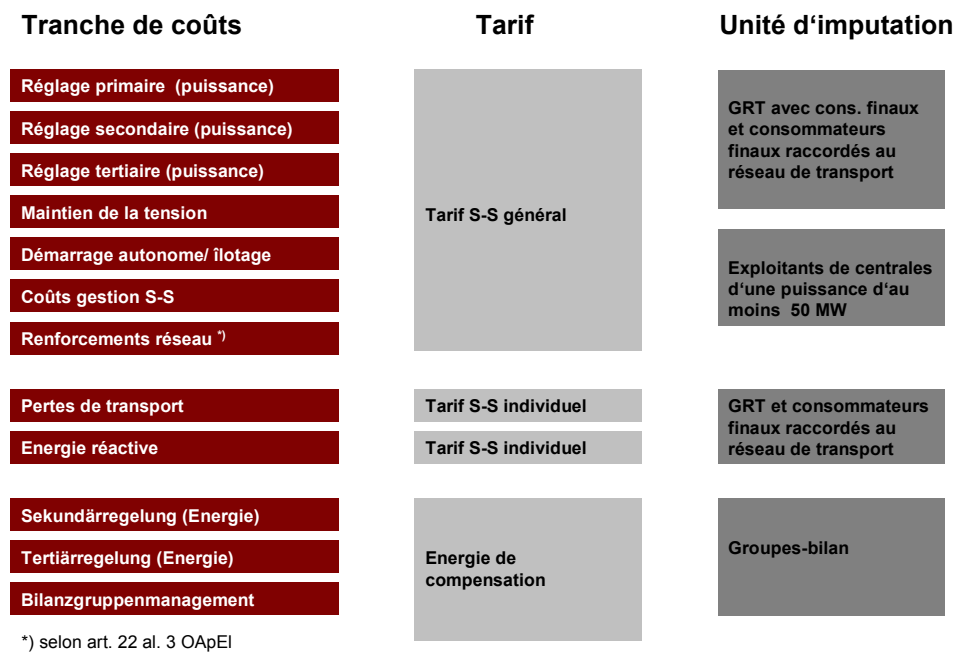 Tranche de coûts
Tarif
Unité d‘imputation
Réglage primaire (puissance)
Réglage secondaire (puissance)
Réglage tertiaire (puissance)
Maintien de la tension
Démarrage autonome/ îlotage
Coûts gestion S-S
Renforcements réseau *)
Tarif S-S général
GRT avec cons. finaux
et consommateurs
finaux raccordés au
réseau de transport
Exploitants de centrales
d‘une puissance d‘au
moins 50 MW
Pertes de transport
Tarif S-S individuel
Energie réactive
Tarif S-S individuel
GRT et consommateurs
finaux raccordés au
réseau de transport
Sekundärregelung (Energie)
Tertiärregelung (Energie)
Bilanzgruppenmanagement
Energie de
compensation
Groupes-bilan
*) selon art. 22 al. 3 OApEl